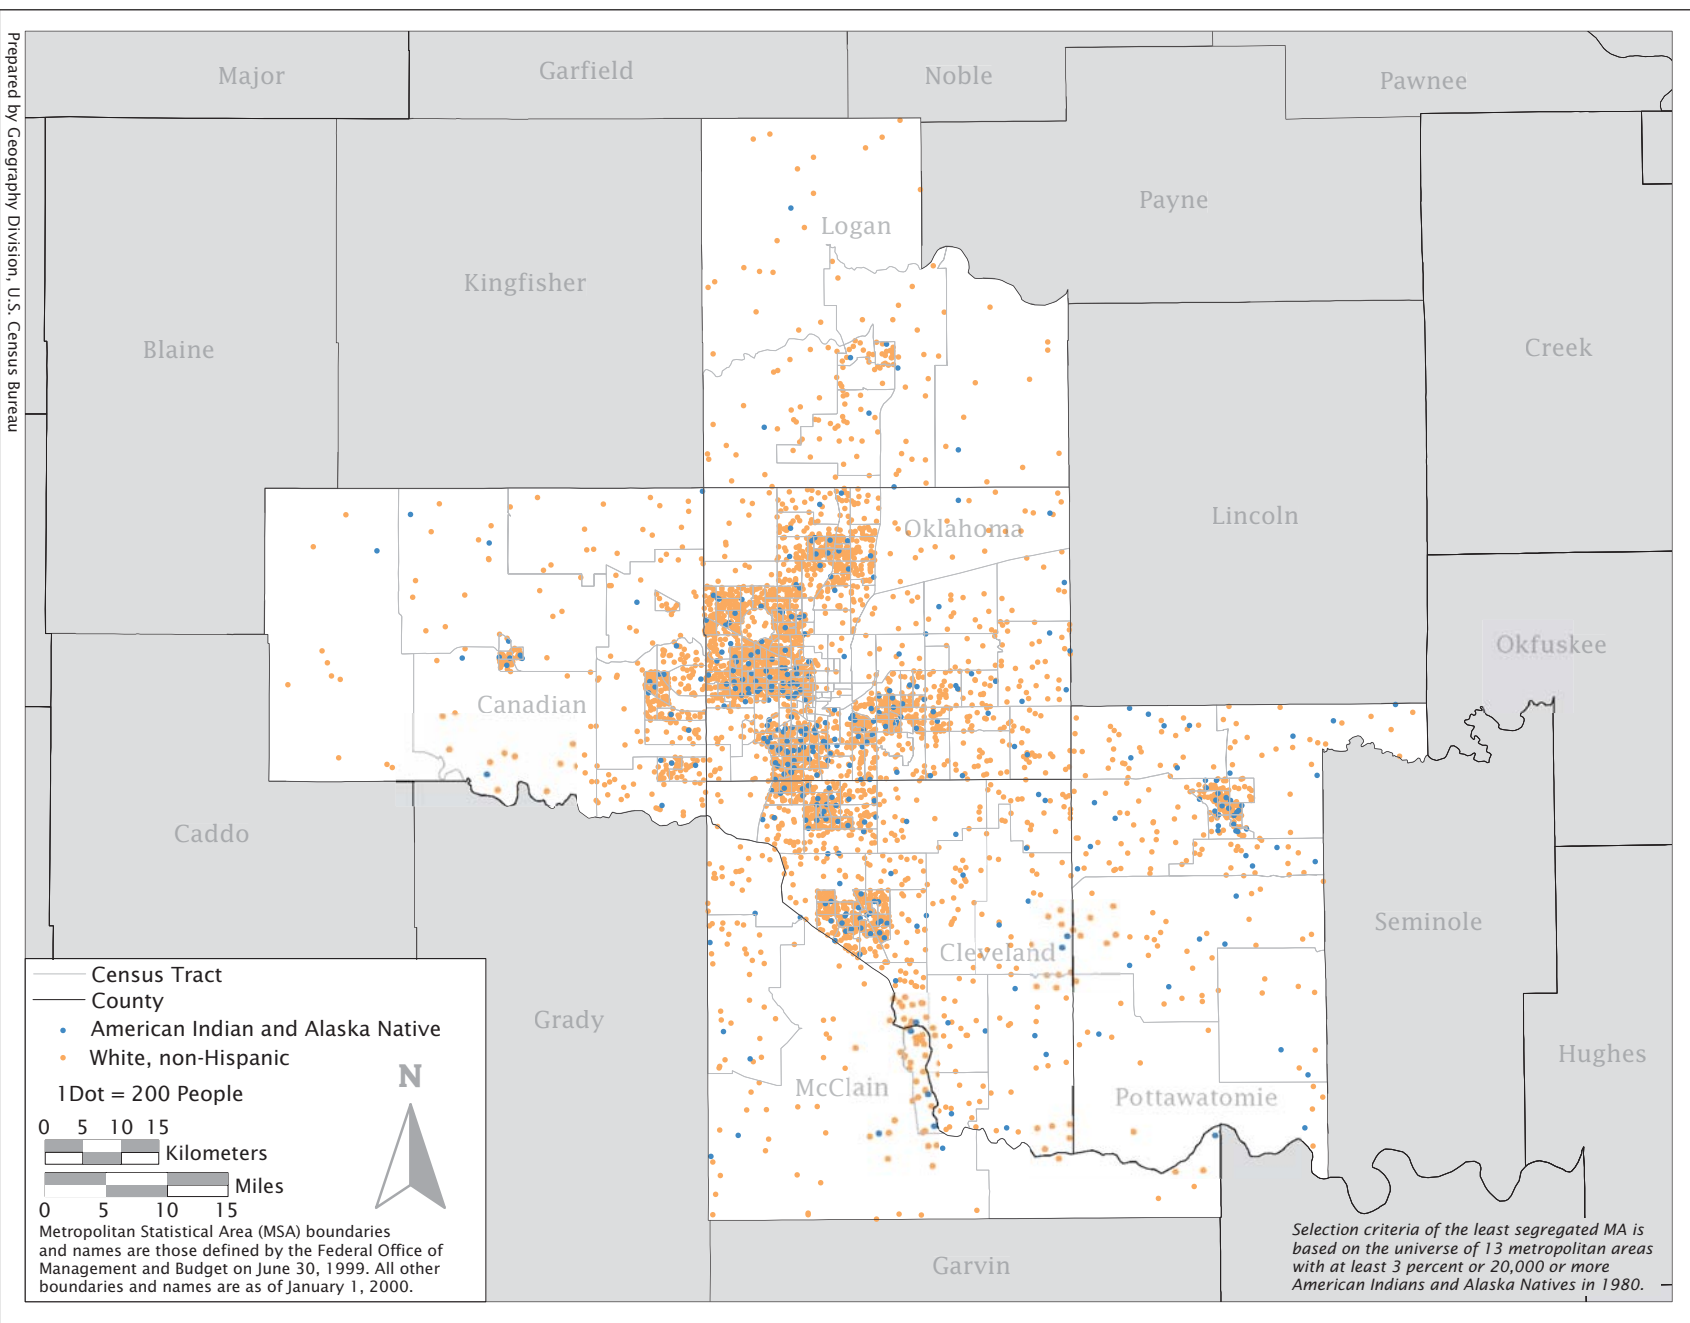 Prepared by Geography Division, U.S. Census Bureau
Major
Garfield
Noble
Pawnee
Payne
Logan
Kingfisher
Blaine
Creek
Oklahoma
Lincoln
Okfuskee
Canadian
Caddo
Seminole
Cleveland
Grady
Hughes
McClain
Pottawatomie
Garvin
Census Tract
County
American Indian and Alaska Native
White, non-Hispanic
1Dot = 200 People
N
0 5 10 15
Kilometers
Miles
0 5 10 15
Metropolitan Statistical Area (MSA) boundaries
and names are those defined by the Federal Office of
Management and Budget on June 30, 1999. All other
boundaries and names are as of January 1, 2000.
Selection criteria of the least segregated MA is
based on the universe of 13 metropolitan areas
with at least 3 percent or 20,000 or more
American Indians and Alaska Natives in 1980.